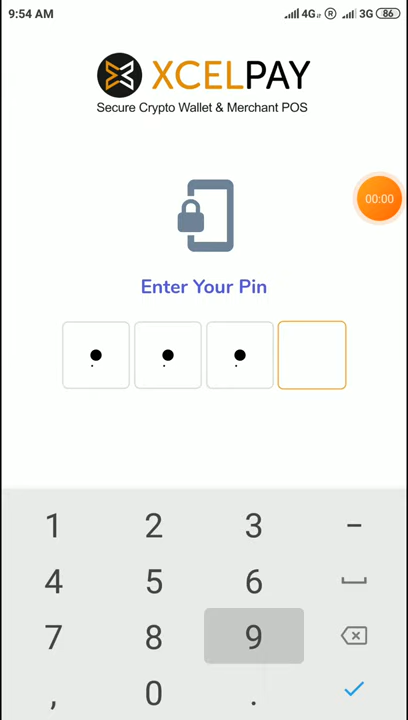 9:54 AM 4G R 3G 86
XCELPAY
Secure Crypto Wallet & Merchant POS
00:00
Enter Your Pin
1 2 3 -
4 5 6
7 8 9
, 0 .